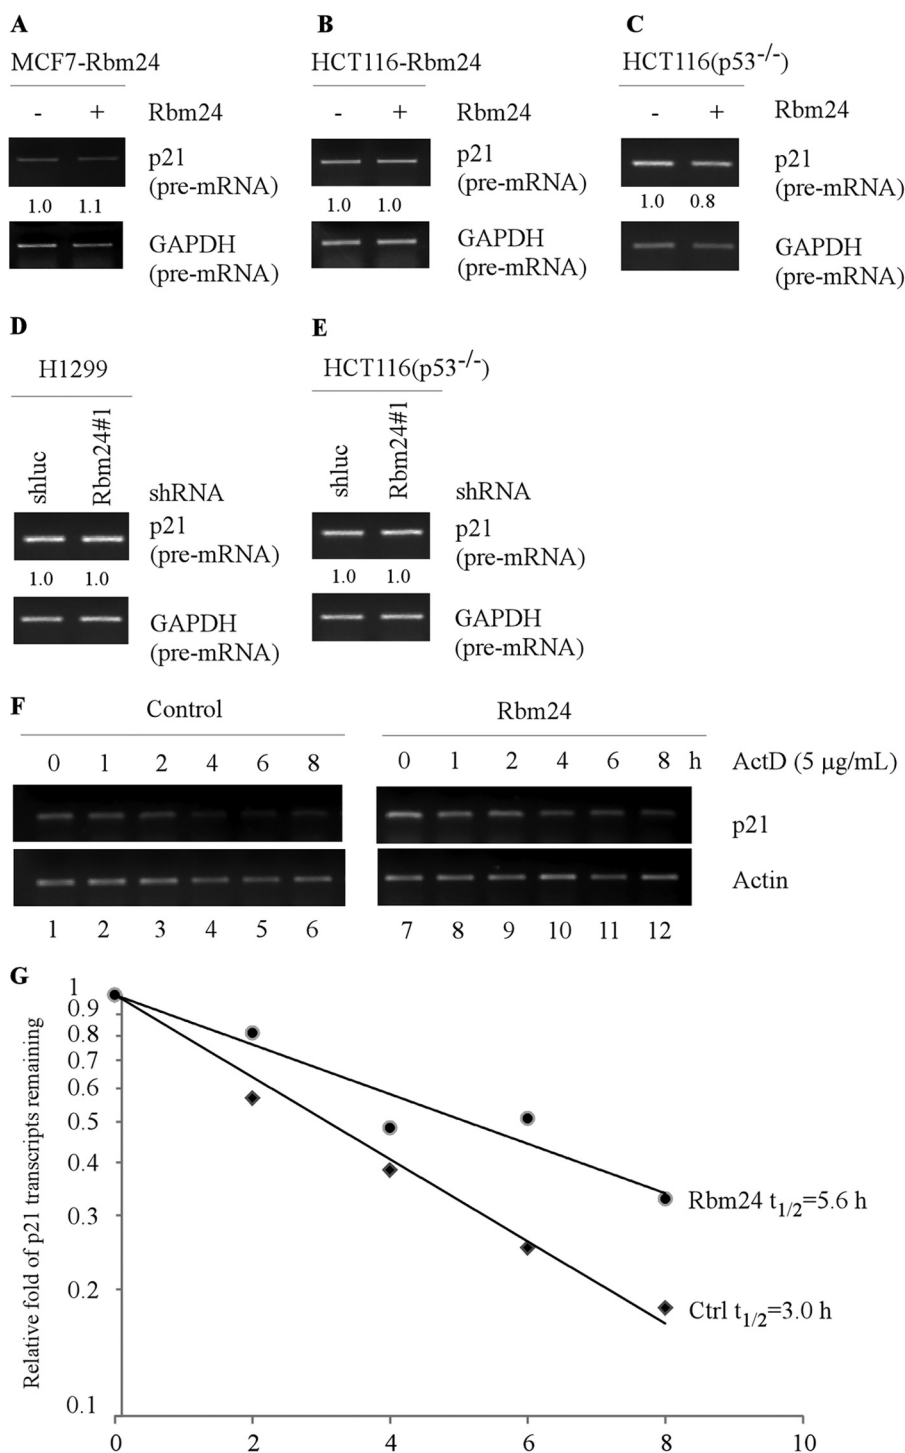 A
MCF7-Rbm24
- + Rbm24
p21
(pre-mRNA)
1.0 1.1
GAPDH
(pre-mRNA)
B
HCT116-Rbm24
- + Rbm24
p21
(pre-mRNA)
1.0 1.0
GAPDH
(pre-mRNA)
C
HCT116(p53-/-)
- + Rbm24
p21
(pre-mRNA)
1.0 0.8
GAPDH
(pre-mRNA)
D
H1299
shluc
Rbm24#1
shRNA
p21
(pre-mRNA)
1.0 1.0
GAPDH
(pre-mRNA)
E
HCT116(p53-/-)
shluc
Rbm24#1
shRNA
p21
(pre-mRNA)
1.0 1.0
GAPDH
(pre-mRNA)
F
Control Rbm24
0 1 2 4 6 8 0 1 2 4 6 8 h ActD (5 μg/mL)
p21
Actin
1 2 3 4 5 6 7 8 9 10 11 12
G
Relative fold of p21 transcripts remaining
1
0.9
0.8
0.7
0.6
0.5
0.4
0.3
0.2
0.1
Rbm24 t1/2=5.6 h
Ctrl t1/2=3.0 h
0 2 4 6 8 10